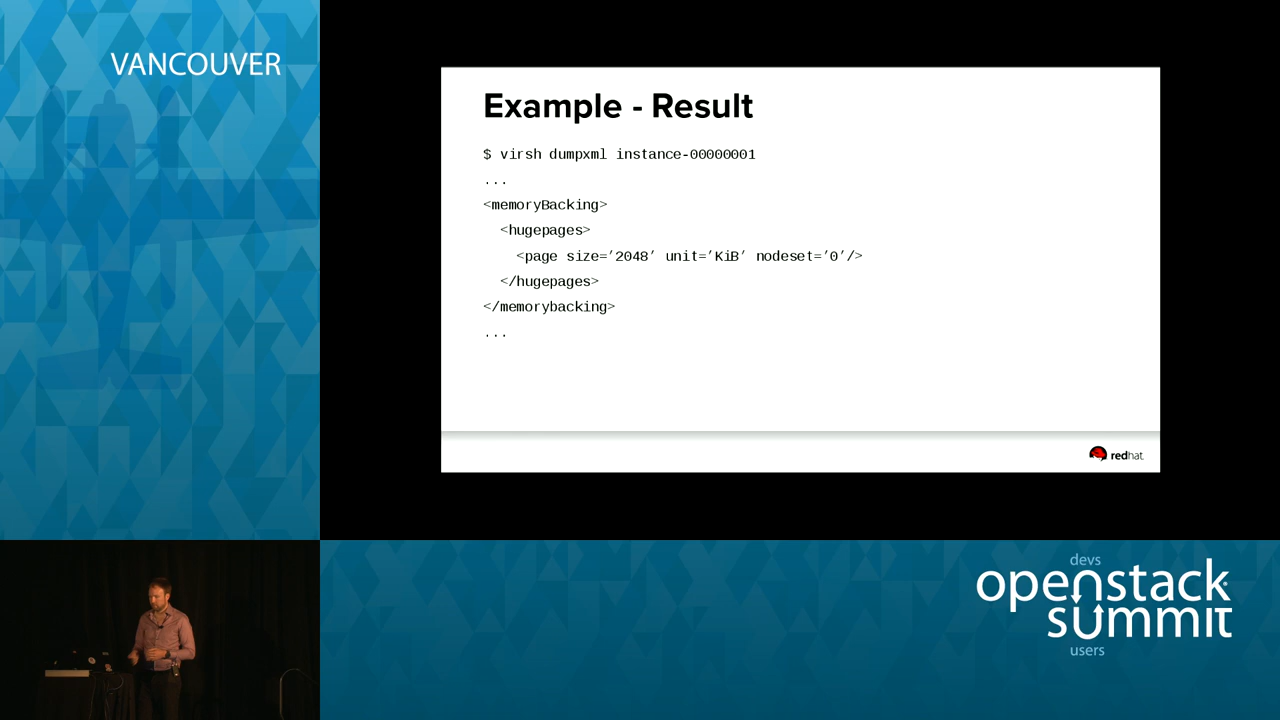 VANCOUVER
Example - Result
$ virsh dumpxml instance-00000001
...
<memoryBacking>
  <hugepages>
    <page size='2048' unit='KiB' nodeset='0'/>
  </hugepages>
</memorybacking>
...
redhat
devs
openstack
summit
users